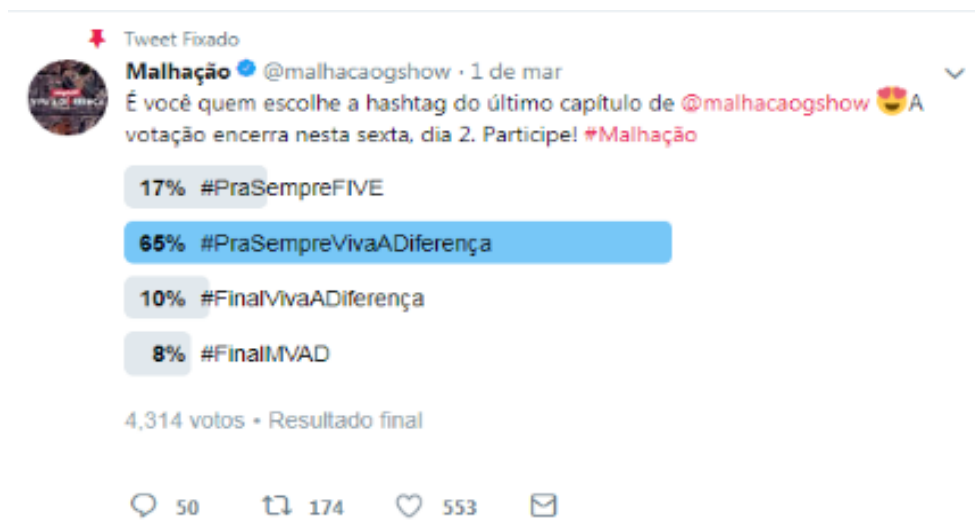 Tweet Fixado
Malhação @malhacaogshow · 1 de mar
É você quem escolhe a hashtag do último capítulo de @malhacaogshow 😍A
votação encerra nesta sexta, dia 2. Participe! #Malhação
17% #PraSempreFIVE
65% #PraSempreVivaADiferença
10% #FinalVivaADiferença
8% #FinalMVAD
4,314 votos • Resultado final
50 174 553